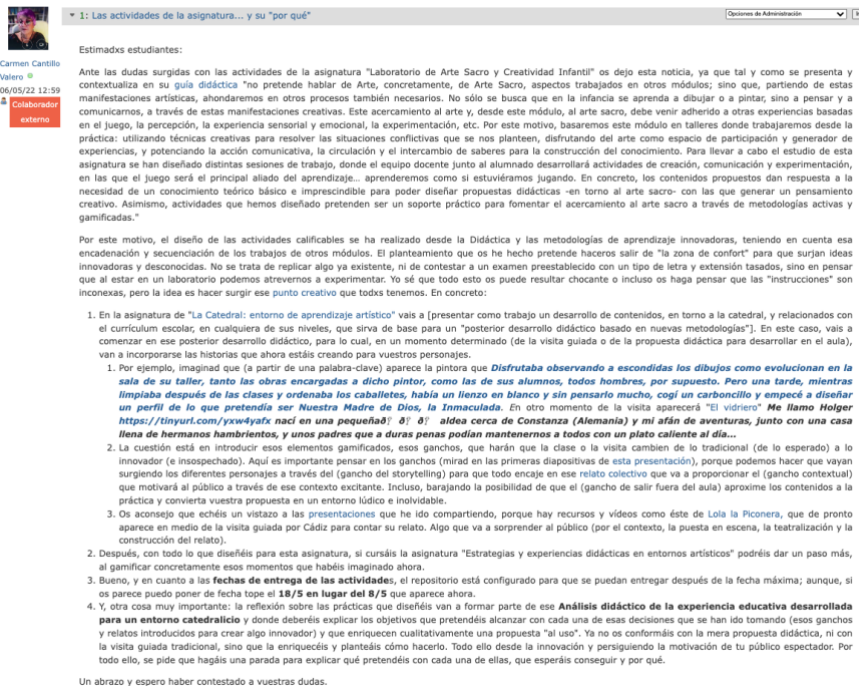 1: Las actividades de la asignatura... y su "por qué"
Opciones de Administración
Carmen Cantillo
Valero
06/05/22 12:59
Colaborador
externo
Estimadxs estudiantes:
Ante las dudas surgidas con las actividades de la asignatura "Laboratorio de Arte Sacro y Creatividad Infantil" os dejo esta noticia, ya que tal y como se presenta y
contextualiza en su guía didáctica "no pretende hablar de Arte, concretamente, de Arte Sacro, aspectos trabajados en otros módulos; sino que, partiendo de estas
manifestaciones artísticas, ahondaremos en otros procesos también necesarios. No sólo se busca que en la infancia se aprenda a dibujar o a pintar, sino a pensar y a
comunicarnos, a través de estas manifestaciones creativas. Este acercamiento al arte y, desde este módulo, al arte sacro, debe venir adherido a otras experiencias basadas
en el juego, la percepción, la experiencia sensorial y emocional, la experimentación, etc. Por este motivo, basaremos este módulo en talleres donde trabajaremos desde la
práctica: utilizando técnicas creativas para resolver las situaciones conflictivas que se nos planteen, disfrutando del arte como espacio de participación y generador de
experiencias, y potenciando la acción comunicativa, la circulación y el intercambio de saberes para la construcción del conocimiento. Para llevar a cabo el estudio de esta
asignatura se han diseñado distintas sesiones de trabajo, donde el equipo docente junto al alumnado desarrollará actividades de creación, comunicación y experimentación,
en las que el juego será el principal aliado del aprendizaje... aprenderemos como si estuviéramos jugando. En concreto, los contenidos propuestos dan respuesta a la
necesidad de un conocimiento teórico básico e imprescindible para poder diseñar propuestas didácticas -en torno al arte sacro- con las que generar un pensamiento
creativo. Asimismo, actividades que hemos diseñado pretenden ser un soporte práctico para fomentar el acercamiento al arte sacro a través de metodologías activas y
gamificadas."
Por este motivo, el diseño de las actividades calificables se ha realizado desde la Didáctica y las metodologías de aprendizaje innovadoras, teniendo en cuenta esa
encadenación y secuenciación de los trabajos de otros módulos. El planteamiento que os he hecho pretende haceros salir de "la zona de confort" para que surjan ideas
innovadoras y desconocidas. No se trata de replicar algo ya existente, ni de contestar a un examen preestablecido con un tipo de letra y extensión tasados, sino en pensar
que al estar en un laboratorio podemos atrevernos a experimentar. Yo sé que todo esto os puede resultar chocante o incluso os haga pensar que las "instrucciones" son
inconexas, pero la idea es hacer surgir ese punto creativo que todxs tenemos. En concreto:
1. En la asignatura de "La Catedral: entorno de aprendizaje artístico" vais a [presentar como trabajo un desarrollo de contenidos, en torno a la catedral, y relacionados con
el currículum escolar, en cualquiera de sus niveles, que sirva de base para un "posterior desarrollo didáctico basado en nuevas metodologías"]. En este caso, vais a
comenzar en ese posterior desarrollo didáctico, para lo cual, en un momento determinado (de la visita guiada o de la propuesta didáctica para desarrollar en el aula),
van a incorporarse las historias que ahora estáis creando para vuestros personajes.
1. Por ejemplo, imaginad que (a partir de una palabra-clave) aparece la pintora que Disfrutaba observando a escondidas los dibujos como evolucionan en la
sala de su taller, tanto las obras encargadas a dicho pintor, como las de sus alumnos, todos hombres, por supuesto. Pero una tarde, mientras
limpiaba después de las clases y ordenaba los caballetes, había un lienzo en blanco y sin pensarlo mucho, cogí un carboncillo y empecé a diseñar
un perfil de lo que pretendía ser Nuestra Madre de Dios, la Inmaculada. En otro momento de la visita aparecerá "El vidriero" Me llamo Holger
https://tinyurl.com/yxw4yafx nací en una pequeñað ð ð aldea cerca de Constanza (Alemania) y mi afán de aventuras, junto con una casa
llena de hermanos hambrientos, y unos padres que a duras penas podían mantenernos a todos con un plato caliente al día...
2. La cuestión está en introducir esos elementos gamificados, esos ganchos, que harán que la clase o la visita cambien de lo tradicional (de lo esperado) a lo
innovador (e insospechado). Aquí es importante pensar en los ganchos (mirad en las primeras diapositivas de esta presentación), porque podemos hacer que vayan
surgiendo los diferentes personajes a través del (gancho del storytelling) para que todo encaje en ese relato colectivo que va a proporcionar el (gancho contextual)
que motivará al público a través de ese contexto excitante. Incluso, barajando la posibilidad de que el (gancho de salir fuera del aula) aproxime los contenidos a la
práctica y convierta vuestra propuesta en un entorno lúdico e inolvidable.
3. Os aconsejo que echéis un vistazo a las presentaciones que he ido compartiendo, porque hay recursos y vídeos como éste de Lola la Piconera, que de pronto
aparece en medio de la visita guiada por Cádiz para contar su relato. Algo que va a sorprender al público (por el contexto, la puesta en escena, la teatralización y la
construcción del relato).
2. Después, con todo lo que diseñéis para esta asignatura, si cursáis la asignatura "Estrategias y experiencias didácticas en entornos artísticos" podréis dar un paso más,
al gamificar concretamente esos momentos que habéis imaginado ahora.
3. Bueno, y en cuanto a las fechas de entrega de las actividades, el repositorio está configurado para que se puedan entregar después de la fecha máxima; aunque, si
os parece puedo poner de fecha tope el 18/5 en lugar del 8/5 que aparece ahora.
4. Y, otra cosa muy importante: la reflexión sobre las prácticas que diseñéis van a formar parte de ese Análisis didáctico de la experiencia educativa desarrollada
para un entorno catedralicio y donde deberéis explicar los objetivos que pretendéis alcanzar con cada una de esas decisiones que se han ido tomando (esos ganchos
y relatos introducidos para crear algo innovador) y que enriquecen cualitativamente una propuesta "al uso". Ya no os conformáis con la mera propuesta didáctica, ni con
la visita guiada tradicional, sino que la enriquecéis y planteáis cómo hacerlo. Todo ello desde la innovación y persiguiendo la motivación de tu público espectador. Por
todo ello, se pide que hagáis una parada para explicar qué pretendéis con cada una de ellas, que esperáis conseguir y por qué.
Un abrazo y espero haber contestado a vuestras dudas.